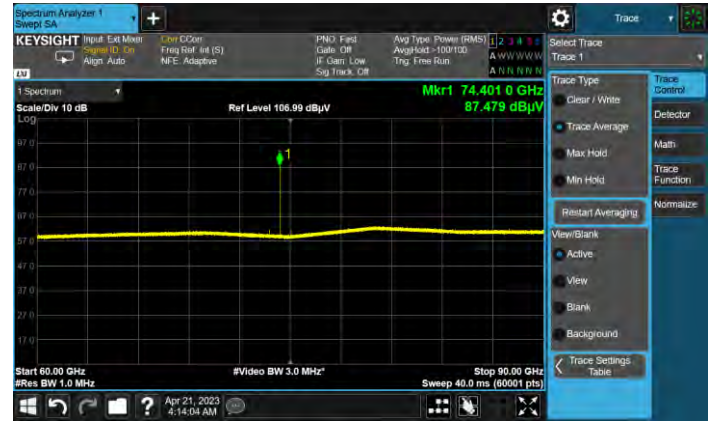 Spectrum Analyzer 1
Swept SA
+
Trace
KEYSIGHT
Input: Ext Mixer
Signal ID: On
Align: Auto
Corr CCorr
Freq Ref: Int (S)
NFE: Adaptive
PNO: Fast
Gate: Off
IF Gain: Low
Sig Track: Off
Avg Type: Power (RMS)
Avg|Hold:>100/100
Trig: Free Run
1 2 3 4 5 6
A W W W W W
A N N N N N
LXI
Select Trace
Trace 1
1 Spectrum
Scale/Div 10 dB
Log
Ref Level 106.99 dBµV
Mkr1 74.401 0 GHz
87.479 dBµV
97.0
87.0
77.0
67.0
57.0
47.0
37.0
27.0
17.0
1
Start 60.00 GHz
#Res BW 1.0 MHz
#Video BW 3.0 MHz*
Stop 90.00 GHz
Sweep 40.0 ms (60001 pts)
Trace Type
Clear / Write
Trace Average
Max Hold
Min Hold
Restart Averaging
View/Blank
Active
View
Blank
Background
Trace Settings
Table
Trace
Control
Detector
Math
Trace
Function
Normalize
?
Apr 21, 2023
4:14:04 AM